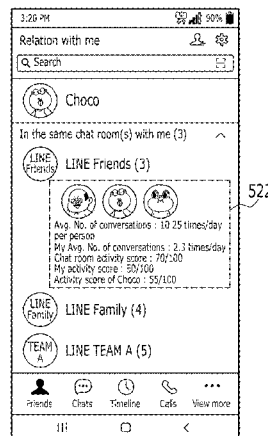 3:20 PM 90%
Relation with me
Search
Choco
In the same chat room(s) with me (3)
LINE
Friends
LINE Friends (3)
522
Avg. No. of conversations : 10.25 times/day
per person
My Avg. No. of conversations : 2.3 times/day
Chat room activity score : 70/100
My activity score : 60/100
Activity score of Choco : 55/100
LINE
Family
LINE Family (4)
TEAM
A
LINE TEAM A (5)
Friends Chats Timeline Calls View more